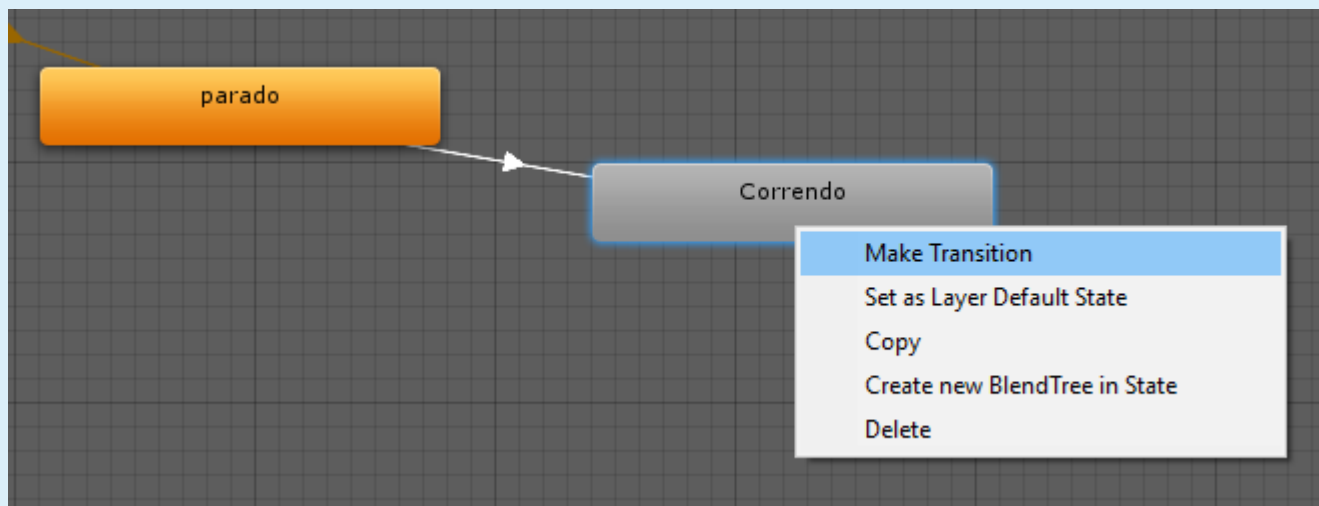 parado
Correndo
Make Transition
Set as Layer Default State
Copy
Create new BlendTree in State
Delete